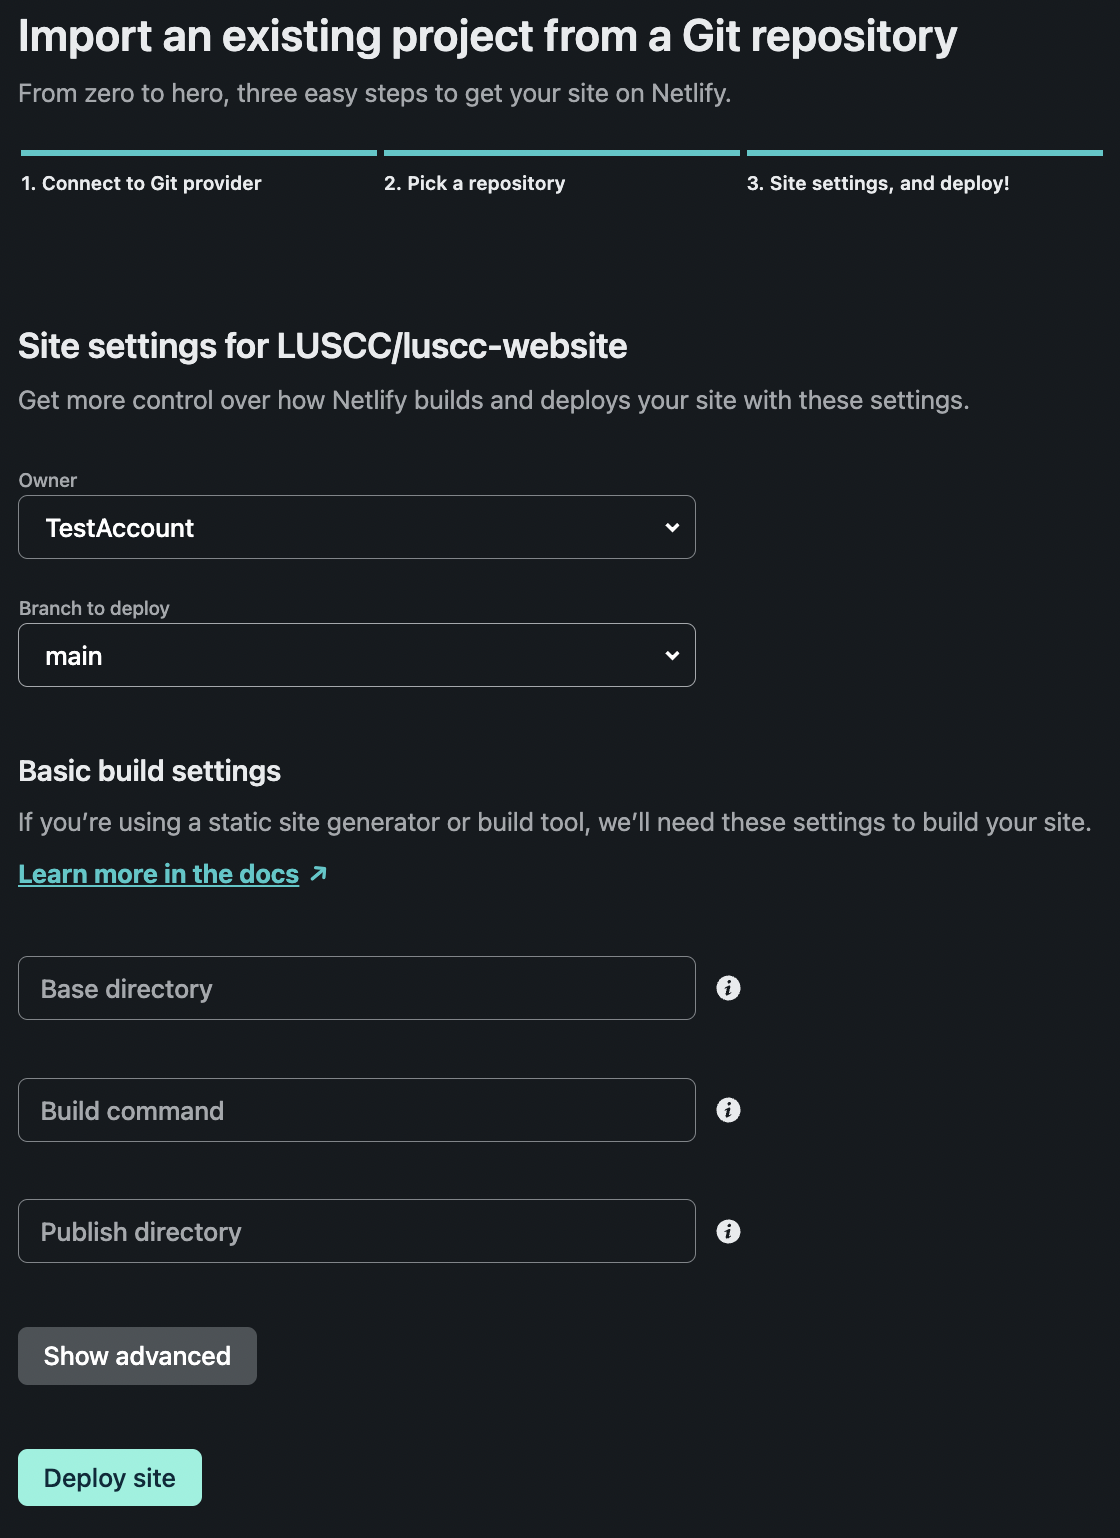 Import an existing project from a Git repository
From zero to hero, three easy steps to get your site on Netlify.
1. Connect to Git provider
2. Pick a repository
3. Site settings, and deploy!
Site settings for LUSCC/luscc-website
Get more control over how Netlify builds and deploys your site with these settings.
Owner
TestAccount
Branch to deploy
main
Basic build settings
If you’re using a static site generator or build tool, we’ll need these settings to build your site.
Learn more in the docs ↗
Base directory
i
Build command
i
Publish directory
i
Show advanced
Deploy site